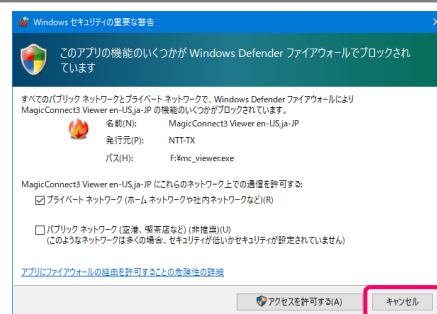 Windows セキュリティの重要な警告
このアプリの機能のいくつかが Windows Defender ファイアウォールでブロックされ
ています
すべてのパブリック ネットワークとプライベート ネットワークで、Windows Defender ファイアウォールにより
MagicConnect3 Viewer en-US,ja-JP の機能のいくつかがブロックされています。
名前(N): MagicConnect3 Viewer en-US,ja-JP
発行元(P): NTT-TX
パス(H): F:¥mc_viewer.exe
MagicConnect3 Viewer en-US,ja-JP にこれらのネットワーク上での通信を許可する:
プライベート ネットワーク (ホーム ネットワークや社内ネットワークなど)(R)
パブリック ネットワーク (空港、喫茶店など) (非推奨)(U)
(このようなネットワークは多くの場合、セキュリティが低いかセキュリティが設定されていません)
アプリにファイアウォールの経由を許可することの危険性の詳細
アクセスを許可する(A) キャンセル